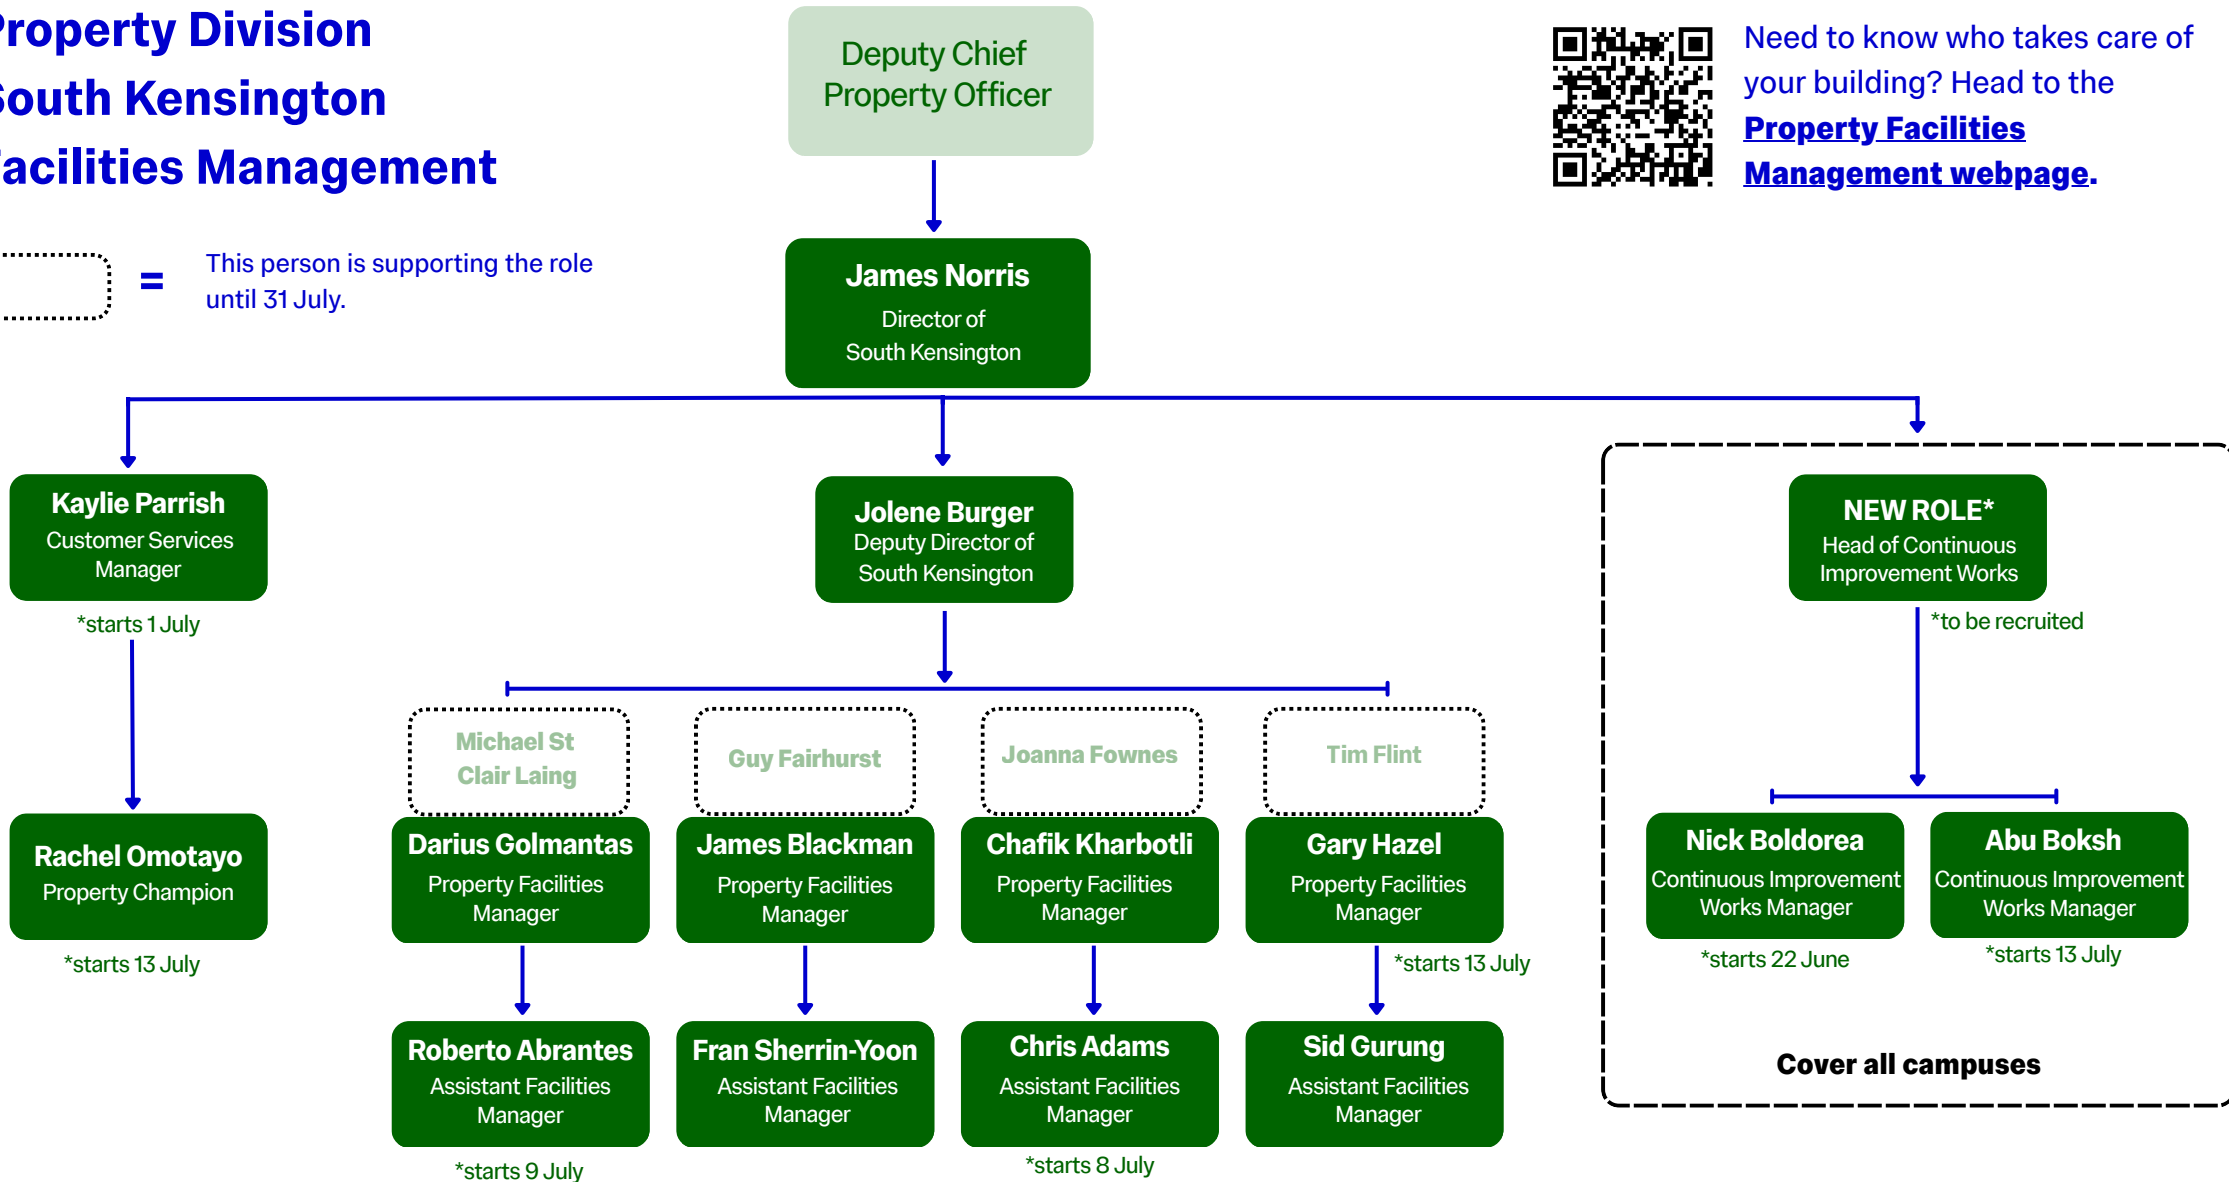 Property Division
South Kensington
Facilities Management
Deputy Chief
Property Officer
Need to know who takes care of
your building? Head to the
Property Facilities
Management webpage.
=
This person is supporting the role
until 31 July.
James Norris
Director of
South Kensington
Kaylie Parrish
Customer Services
Manager
*starts 1 July
Jolene Burger
Deputy Director of
South Kensington
NEW ROLE*
Head of Continuous
Improvement Works
*to be recruited
Michael St
Clair Laing
Guy Fairhurst
Joanna Fownes
Tim Flint
Rachel Omotayo
Property Champion
*starts 13 July
Darius Golmantas
Property Facilities
Manager
James Blackman
Property Facilities
Manager
Chafik Kharbotli
Property Facilities
Manager
Gary Hazel
Property Facilities
Manager
*starts 13 July
Nick Boldorea
Continuous Improvement
Works Manager
*starts 22 June
Abu Boksh
Continuous Improvement
Works Manager
*starts 13 July
Roberto Abrantes
Assistant Facilities
Manager
*starts 9 July
Fran Sherrin-Yoon
Assistant Facilities
Manager
Chris Adams
Assistant Facilities
Manager
*starts 8 July
Sid Gurung
Assistant Facilities
Manager
Cover all campuses